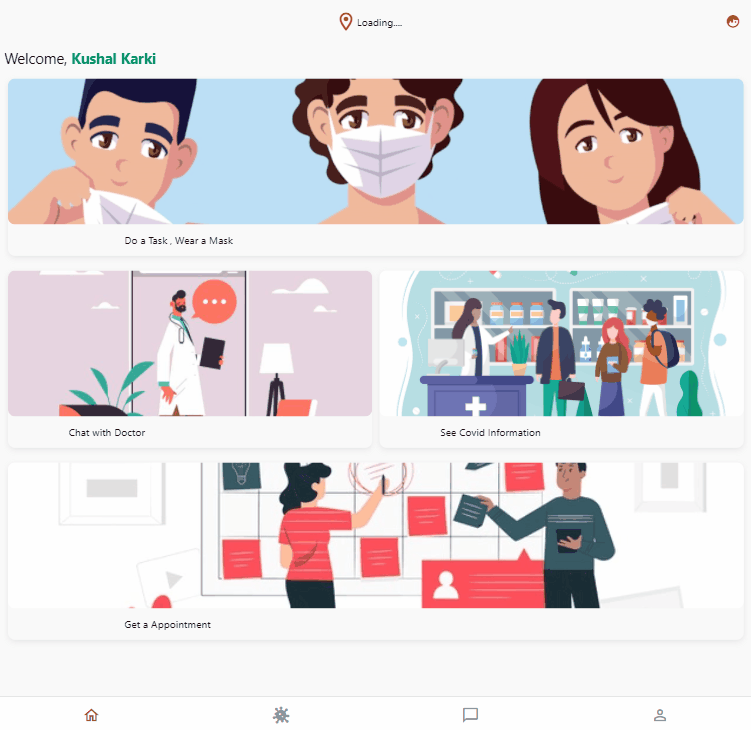 Loading....
Welcome, Kushal Karki
Do a Task , Wear a Mask
Chat with Doctor
See Covid Information
Get a Appointment